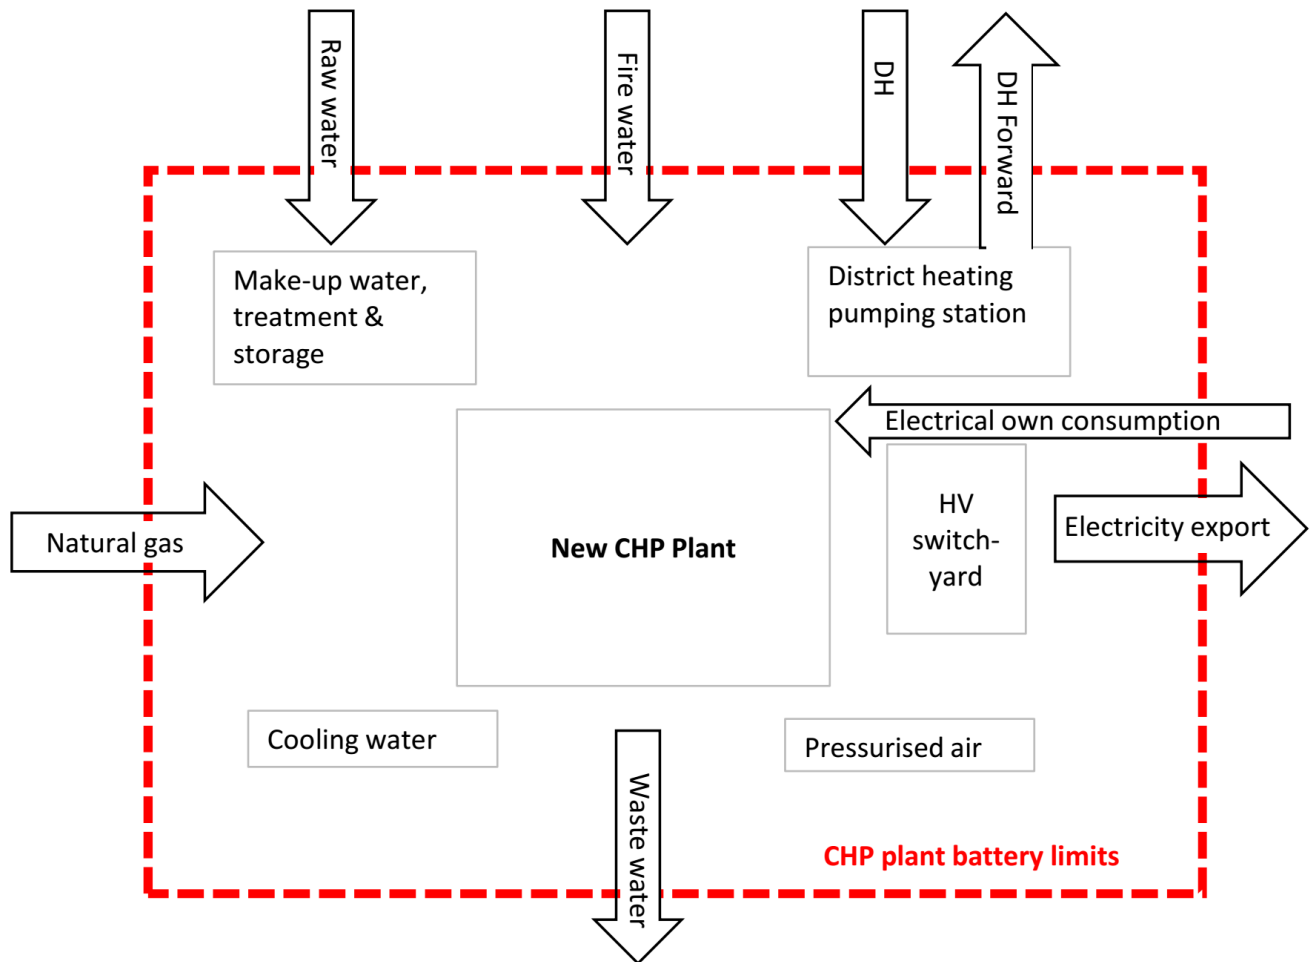 Raw water
Fire water
DH
DH Forward
Make-up water,
treatment &
storage
District heating
pumping station
Electrical own consumption
Natural gas
New CHP Plant
HV
switch-
yard
Electricity export
Cooling water
Pressurised air
Waste water
CHP plant battery limits